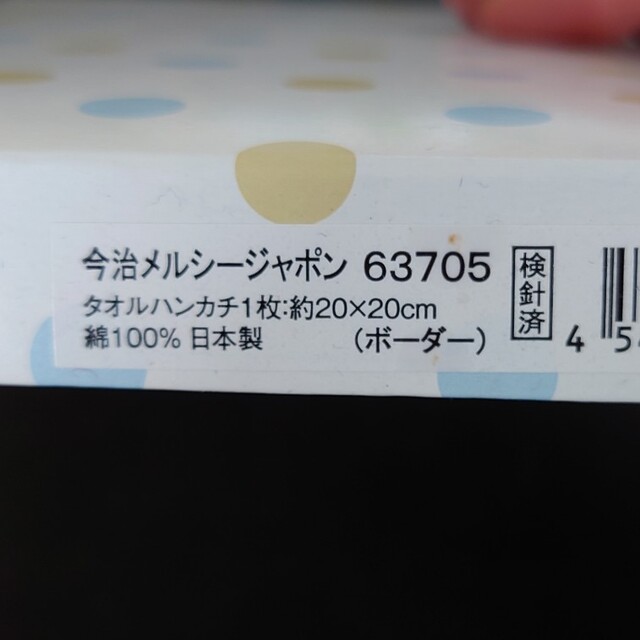 今治メルシージャポン 63705
タオルハンカチ1枚:約20×20cm
綿100% 日本製 (ボーダー)
検針済
4 54